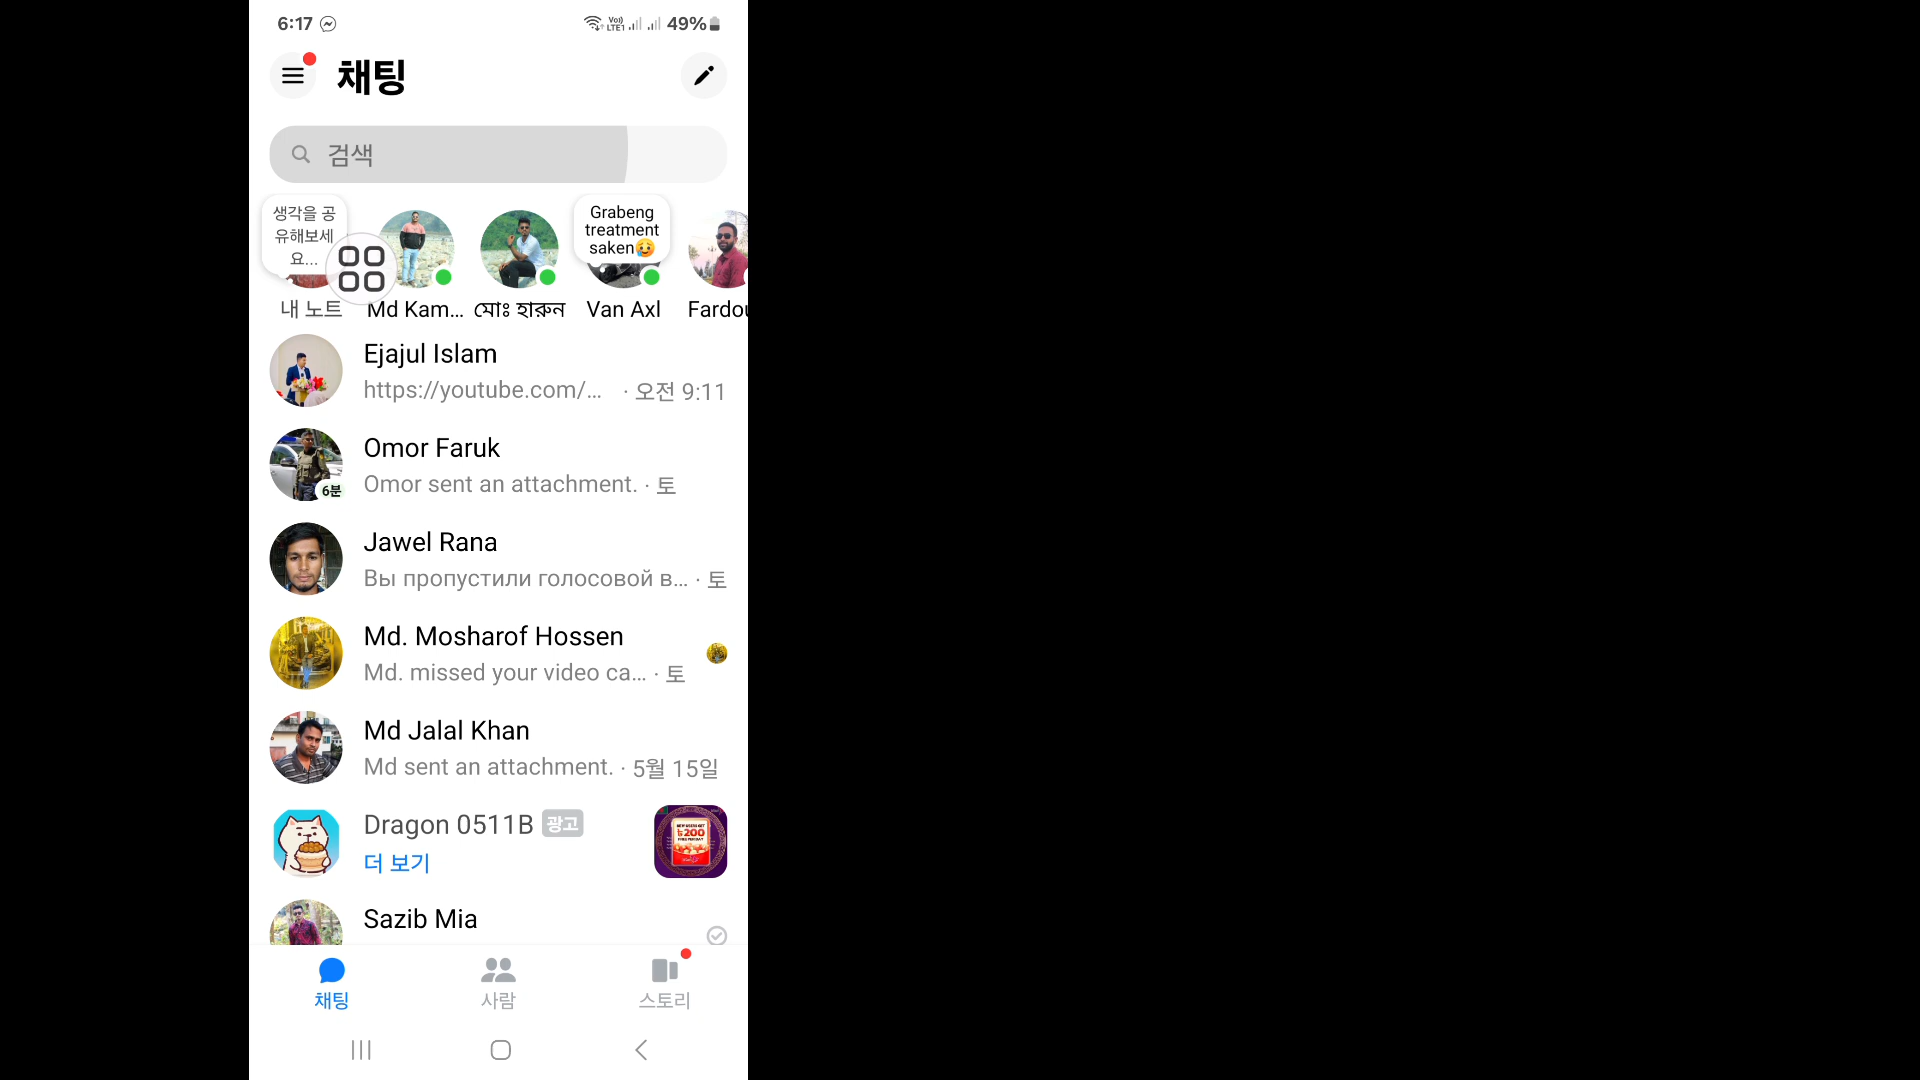 6:17
Vo))
LTE1
49%
채팅
검색
생각을 공
유해보세
요...
Grabeng
treatment
saken🥲
내 노트
Md Kam...
মোঃ হারুন
Van Axl
Fardou
Ejajul Islam
https://youtube.com/... · 오전 9:11
Omor Faruk
Omor sent an attachment. · 토
6분
Jawel Rana
Вы пропустили голосовой в... · 토
Md. Mosharof Hossen
Md. missed your video ca... · 토
Md Jalal Khan
Md sent an attachment. · 5월 15일
Dragon 0511B 광고
더 보기
৳200
Sazib Mia
채팅
사람
스토리